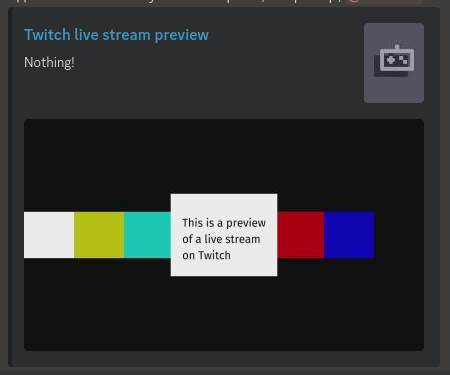 Twitch live stream preview
Nothing!
This is a preview
of a live stream
on Twitch